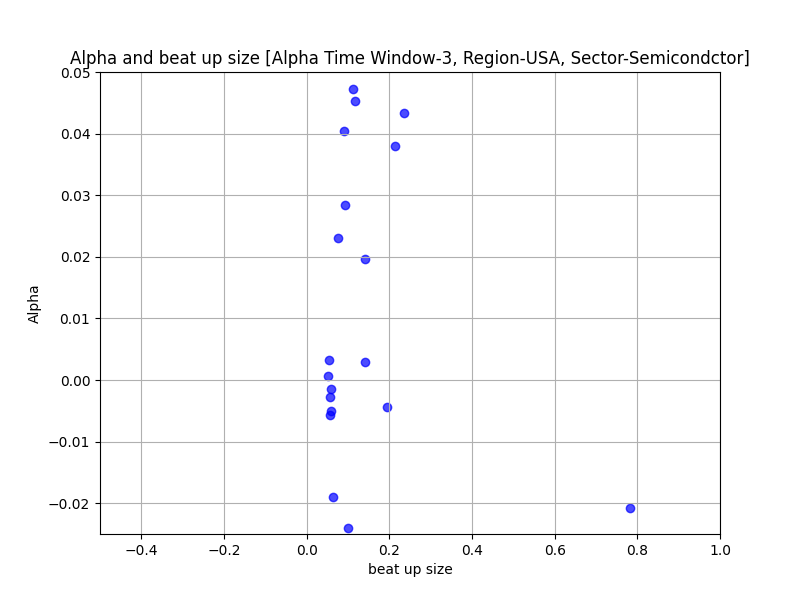 Alpha and beat up size [Alpha Time Window-3, Region-USA, Sector-Semicondctor]
0.05
0.04
0.03
0.02
0.01
0.00
−0.01
−0.02
Alpha
−0.4 −0.2 0.0 0.2 0.4 0.6 0.8 1.0
beat up size